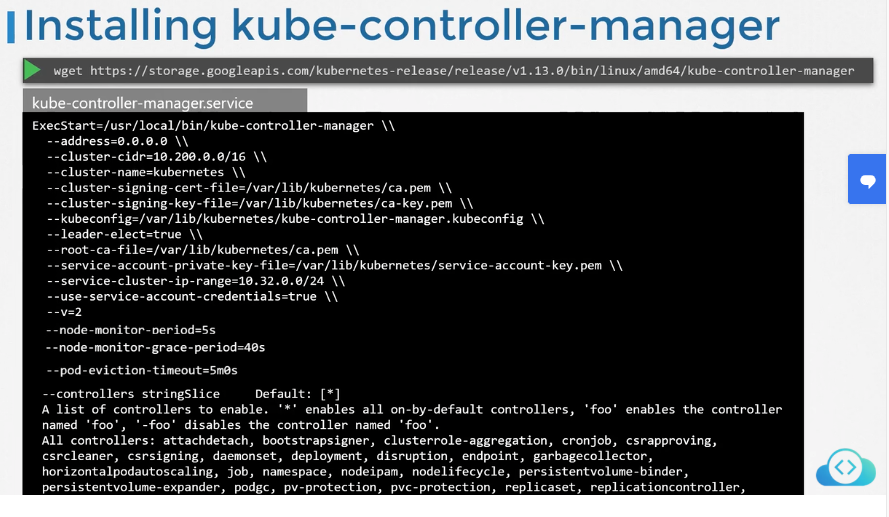 Installing kube-controller-manager
wget https://storage.googleapis.com/kubernetes-release/release/v1.13.0/bin/linux/amd64/kube-controller-manager
kube-controller-manager.service
ExecStart=/usr/local/bin/kube-controller-manager \\
--address=0.0.0.0 \\
--cluster-cidr=10.200.0.0/16 \\
--cluster-name=kubernetes \\
--cluster-signing-cert-file=/var/lib/kubernetes/ca.pem \\
--cluster-signing-key-file=/var/lib/kubernetes/ca-key.pem \\
--kubeconfig=/var/lib/kubernetes/kube-controller-manager.kubeconfig \\
--leader-elect=true \\
--root-ca-file=/var/lib/kubernetes/ca.pem \\
--service-account-private-key-file=/var/lib/kubernetes/service-account-key.pem \\
--service-cluster-ip-range=10.32.0.0/24 \\
--use-service-account-credentials=true \\
--v=2
--node-monitor-period=5s
--node-monitor-grace-period=40s
--pod-eviction-timeout=5m0s
--controllers stringSlice     Default: [*]
A list of controllers to enable. '*' enables all on-by-default controllers, 'foo' enables the controller
named 'foo', '-foo' disables the controller named 'foo'.
All controllers: attachdetach, bootstrapsigner, clusterrole-aggregation, cronjob, csrapproving,
csrcleaner, csrsigning, daemonset, deployment, disruption, endpoint, garbagecollector,
horizontalpodautoscaling, job, namespace, nodeipam, nodelifecycle, persistentvolume-binder,
persistentvolume-expander, podgc, pv-protection, pvc-protection, replicaset, replicationcontroller,